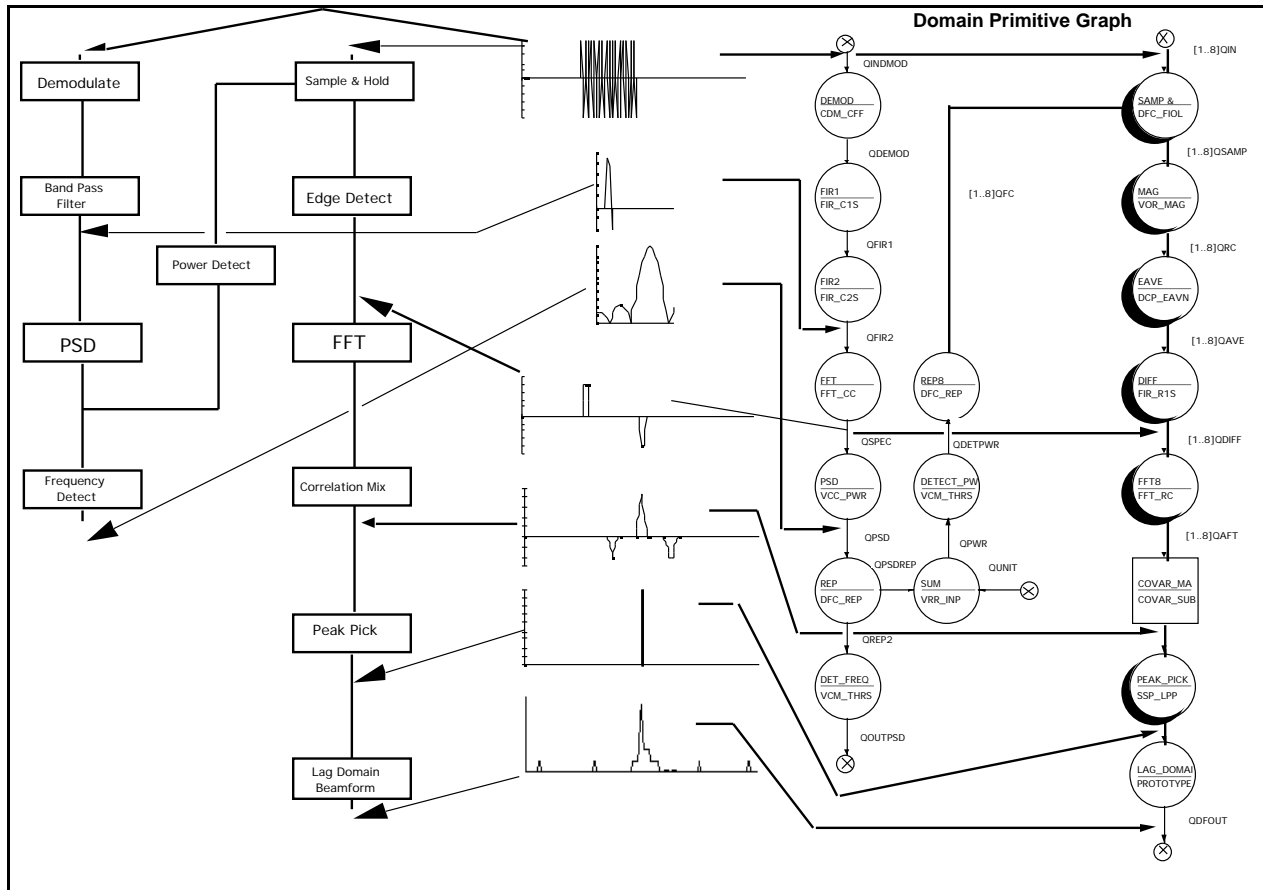 Domain Primitive Graph
Demodulate
Sample & Hold
Band Pass
Filter
Edge Detect
Power Detect
PSD
FFT
Frequency
Detect
Correlation Mix
Peak Pick
Lag Domain
Beamform
QINDMOD
DEMOD
CDM_CFF
QDEMOD
FIR1
FIR_C1S
QFIR1
FIR2
FIR_C2S
QFIR2
FFT
FFT_CC
QSPEC
PSD
VCC_PWR
QPSD
REP
DFC_REP
QPSDREP
QREP2
DET_FREQ
VCM_THRS
QOUTPSD
[1..8]QFC
REP8
DFC_REP
QDETPWR
DETECT_PW
VCM_THRS
QPWR
SUM
VRR_INP
QUNIT
[1..8]QIN
SAMP &
DFC_FIOL
[1..8]QSAMP
MAG
VOR_MAG
[1..8]QRC
EAVE
DCP_EAVN
[1..8]QAVE
DIFF
FIR_R1S
[1..8]QDIFF
FFT8
FFT_RC
[1..8]QAFT
COVAR_MA
COVAR_SUB
PEAK_PICK
SSP_LPP
LAG_DOMAI
PROTOTYPE
QDFOUT